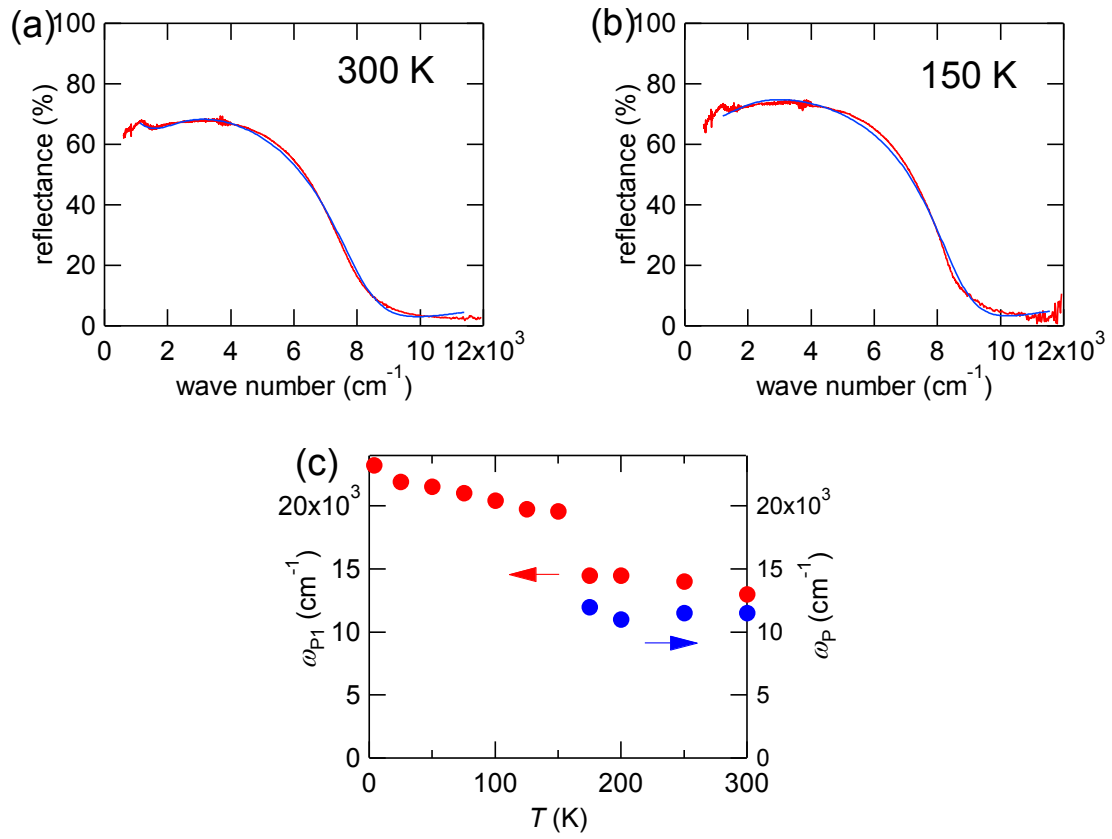 (a)
100
80
60
40
20
0
reflectance (%)
300 K
0 2 4 6 8 10 12x10³
wave number (cm⁻¹)
(b)
100
80
60
40
20
0
reflectance (%)
150 K
0 2 4 6 8 10 12x10³
wave number (cm⁻¹)
(c)
20x10³
15
10
5
0
ωP1 (cm⁻¹)
20x10³
15
10
5
0
ωP (cm⁻¹)
0 100 200 300
T (K)